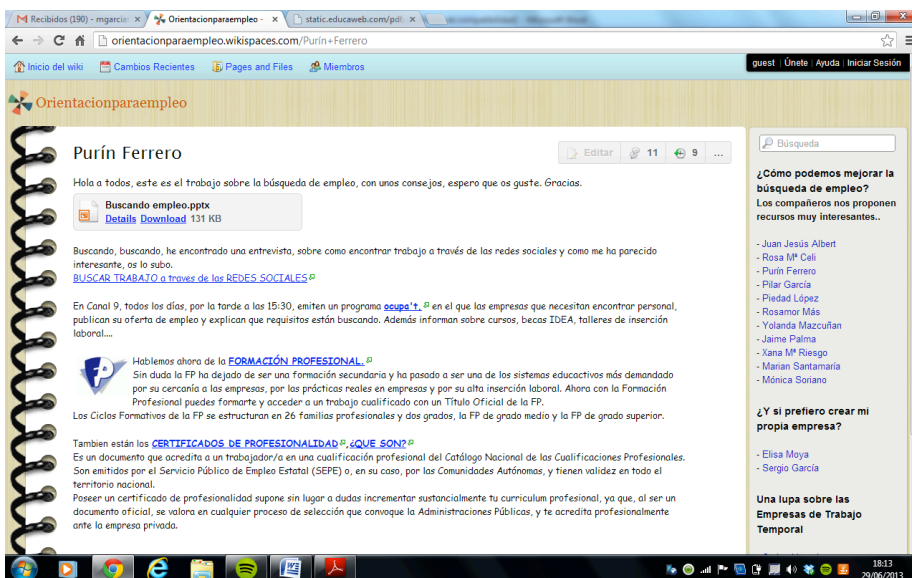 Recibidos (190) - mgarcia
Orientacionparaempleo -
static.educaweb.com/pdf
orientacionparaempleo.wikispaces.com/Purín+Ferrero
Inicio del wiki Cambios Recientes Pages and Files Miembros
guest | Únete | Ayuda | Iniciar Sesión
Orientacionparaempleo
Purín Ferrero
Editar 11 9 ...
Hola a todos, este es el trabajo sobre la búsqueda de empleo, con unos consejos, espero que os guste. Gracias.
Buscando empleo.pptx
Details Download 131 KB
Buscando, buscando, he encontrado una entrevista, sobre como encontrar trabajo a través de las redes sociales y como me ha parecido
interesante, os lo subo.
BUSCAR TRABAJO a traves de las REDES SOCIALES
En Canal 9, todos los días, por la tarde a las 15:30, emiten un programa ocupa't, en el que las empresas que necesitan encontrar personal,
publican su oferta de empleo y explican que requisitos están buscando. Además informan sobre cursos, becas IDEA, talleres de inserción
laboral....
Hablemos ahora de la FORMACIÓN PROFESIONAL.
Sin duda la FP ha dejado de ser una formación secundaria y ha pasado a ser una de los sistemas educactivos más demandado
por su cercanía a las empresas, por las prácticas reales en empresas y por su alta inserción laboral. Ahora con la Formación
Profesional puedes formarte y acceder a un trabajo cualificado con un Título Oficial de la FP.
Los Ciclos Formativos de la FP se estructuran en 26 familias profesionales y dos grados, la FP de grado medio y la FP de grado superior.
Tambien están los CERTIFICADOS DE PROFESIONALIDAD,¿QUE SON?
Es un documento que acredita a un trabajador/a en una cualificación profesional del Catálogo Nacional de las Cualificaciones Profesionales.
Son emitidos por el Servicio Público de Empleo Estatal (SEPE) o, en su caso, por las Comunidades Autónomas, y tienen validez en todo el
territorio nacional.
Poseer un certificado de profesionalidad supone sin lugar a dudas incrementar sustancialmente tu curriculum profesional, ya que, al ser un
documento oficial, se valora en cualquier proceso de selección que convoque la Administraciones Públicas, y te acredita profesionalmente
ante la empresa privada.
Búsqueda
¿Cómo podemos mejorar la
búsqueda de empleo?
Los compañeros nos proponen
recursos muy interesantes..
- Juan Jesús Albert
- Rosa Mª Celi
- Purín Ferrero
- Pilar García
- Piedad López
- Rosamor Más
- Yolanda Mazcuñan
- Jaime Palma
- Xana Mª Riesgo
- Marian Santamaría
- Mónica Soriano
¿Y si prefiero crear mi
propia empresa?
- Elisa Moya
- Sergio García
Una lupa sobre las
Empresas de Trabajo
Temporal
18:13
29/06/2013